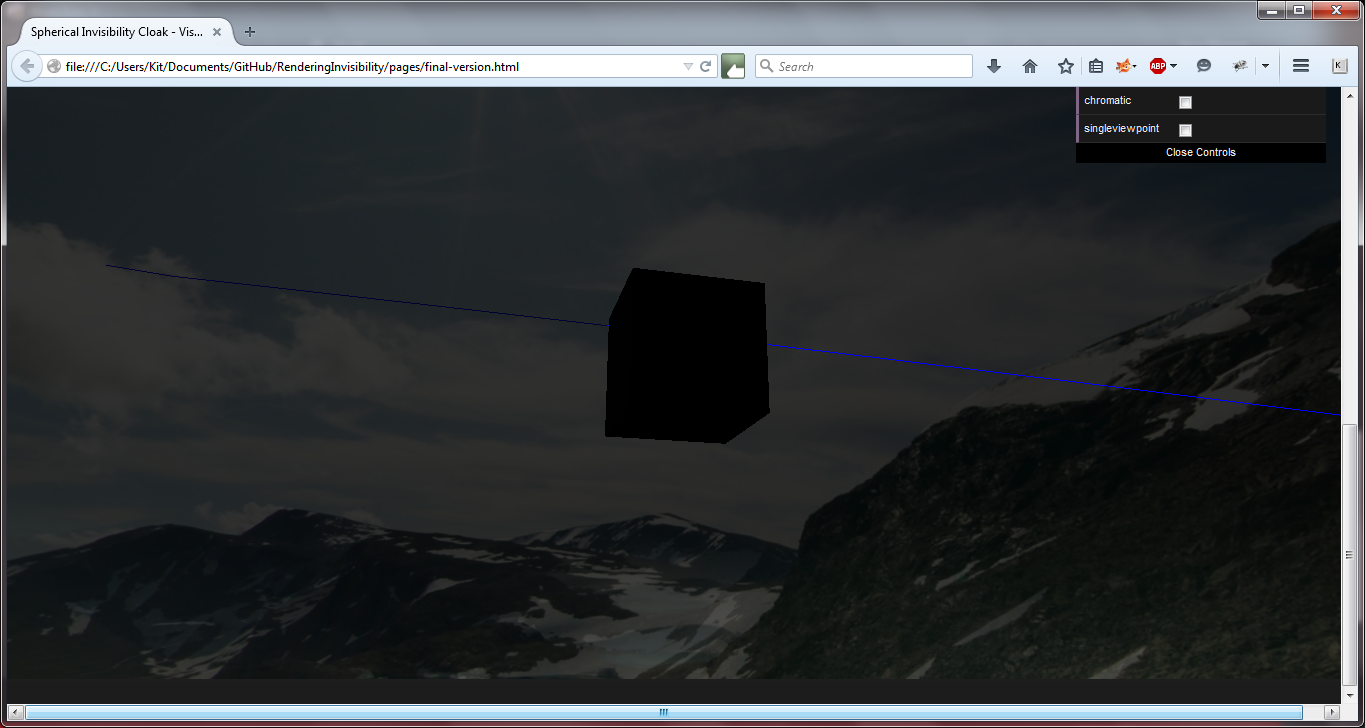 Spherical Invisibility Cloak - Vis...
file:///C:/Users/Kit/Documents/GitHub/RenderingInvisibility/pages/final-version.html
Search
ABP
K
chromatic
singleviewpoint
Close Controls